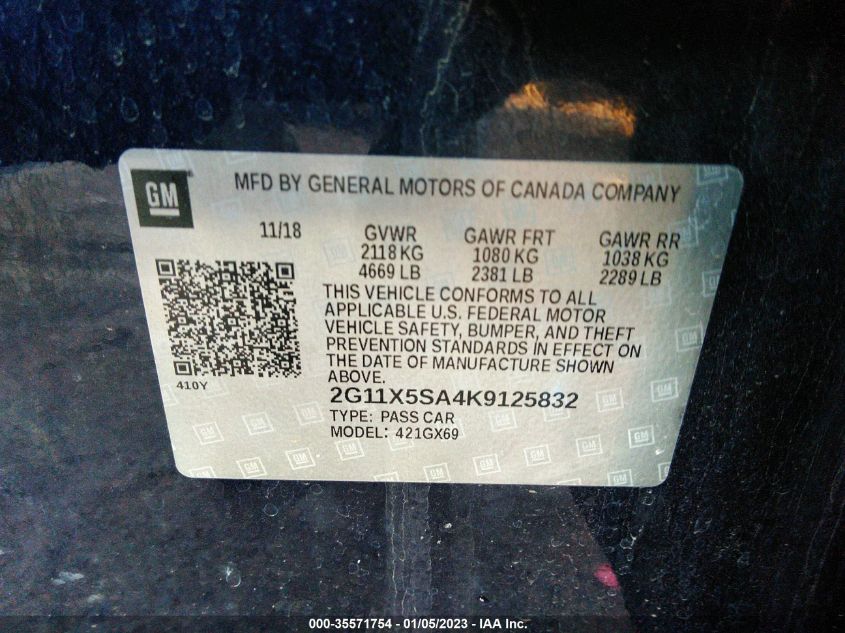 GM
MFD BY GENERAL MOTORS OF CANADA COMPANY
11/18 GVWR GAWR FRT GAWR RR
2118 KG 1080 KG 1038 KG
4669 LB 2381 LB 2289 LB
THIS VEHICLE CONFORMS TO ALL
APPLICABLE U.S. FEDERAL MOTOR
VEHICLE SAFETY, BUMPER, AND THEFT
PREVENTION STANDARDS IN EFFECT ON
THE DATE OF MANUFACTURE SHOWN
ABOVE.
410Y
2G11X5SA4K9125832
TYPE: PASS CAR
MODEL: 421GX69
000-35571754 - 01/05/2023 - IAA Inc.